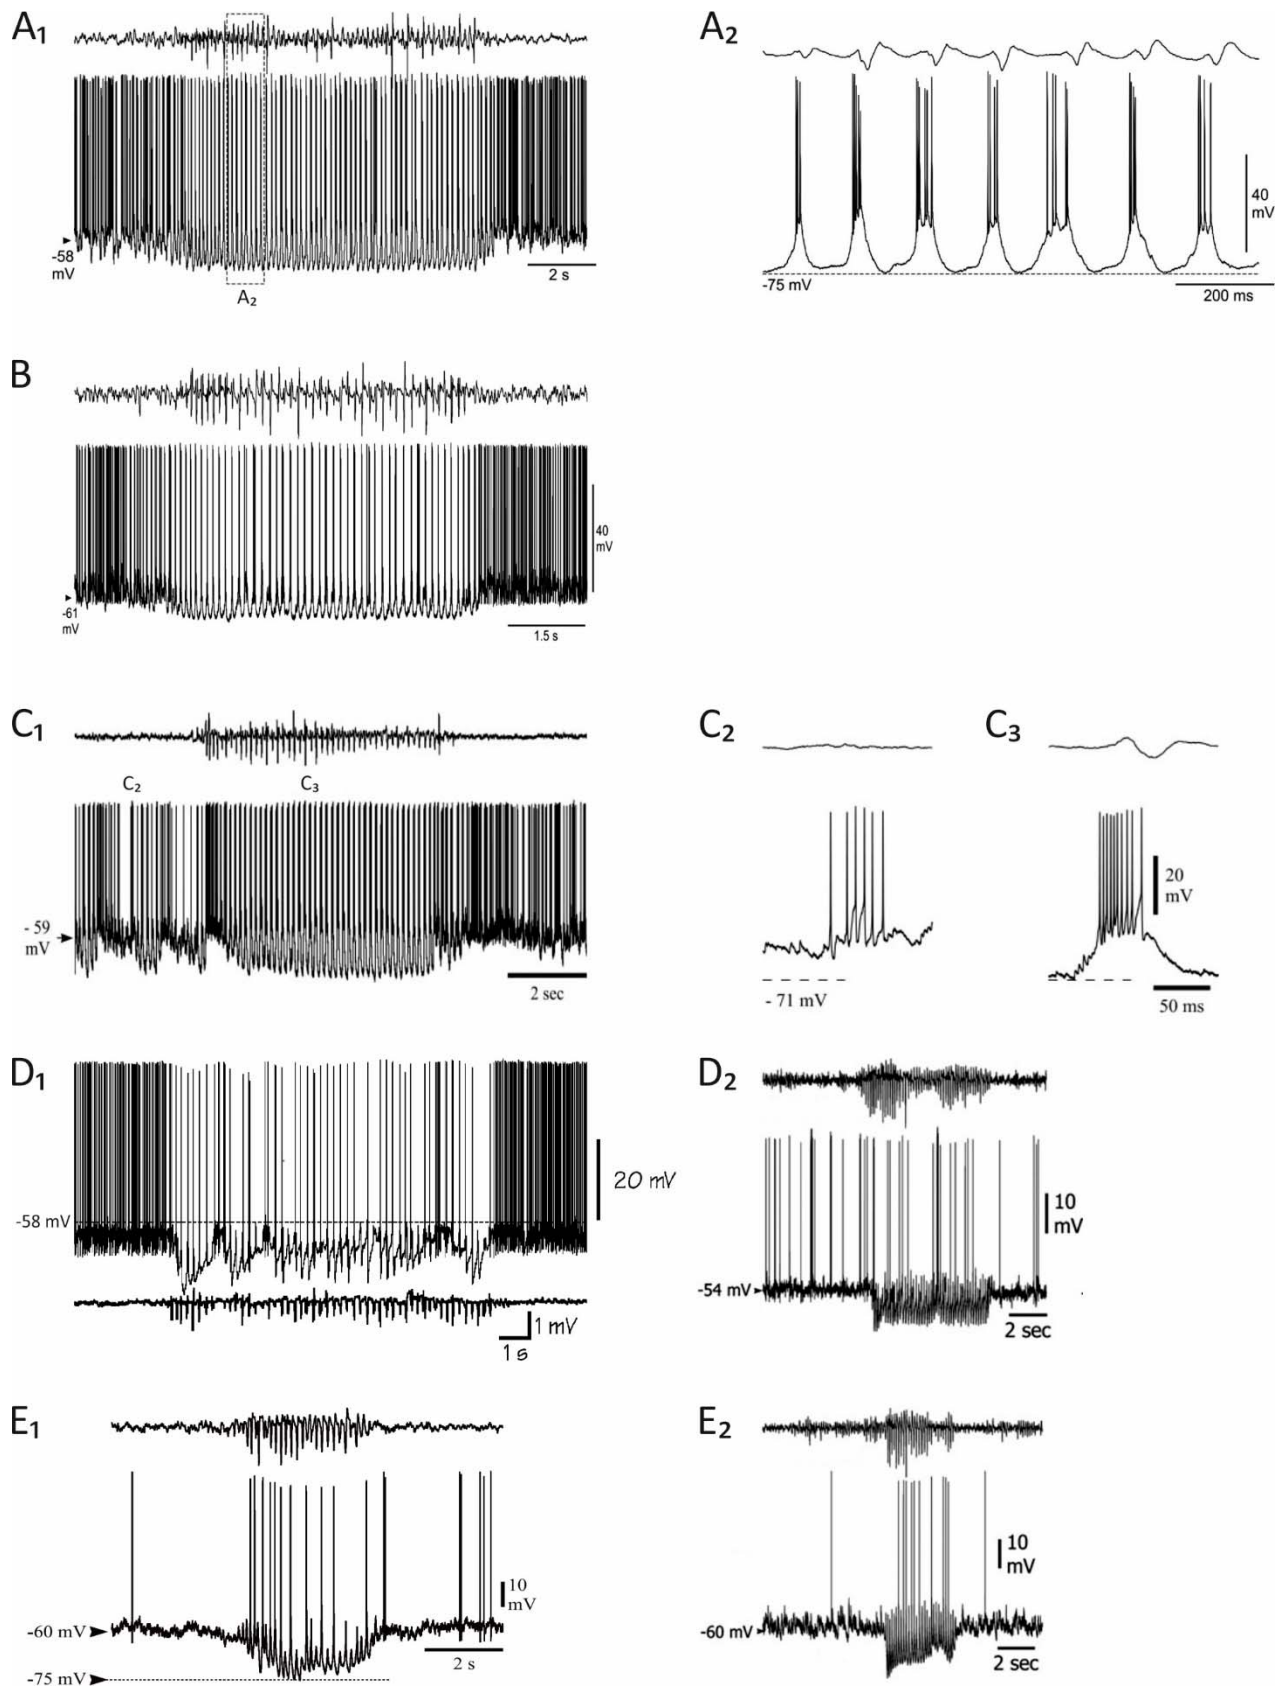 A₁
-58
mV
2 s
A₂
A₂
40
mV
-75 mV
200 ms
B
40
mV
-61
mV
1.5 s
C₁
C₂
C₃
- 59
mV
2 sec
C₂
C₃
20
mV
- 71 mV
50 ms
D₁
20 mV
-58 mV
1 mV
1 s
D₂
10
mV
-54 mV
2 sec
E₁
10
mV
-60 mV
2 s
-75 mV
E₂
10
mV
-60 mV
2 sec